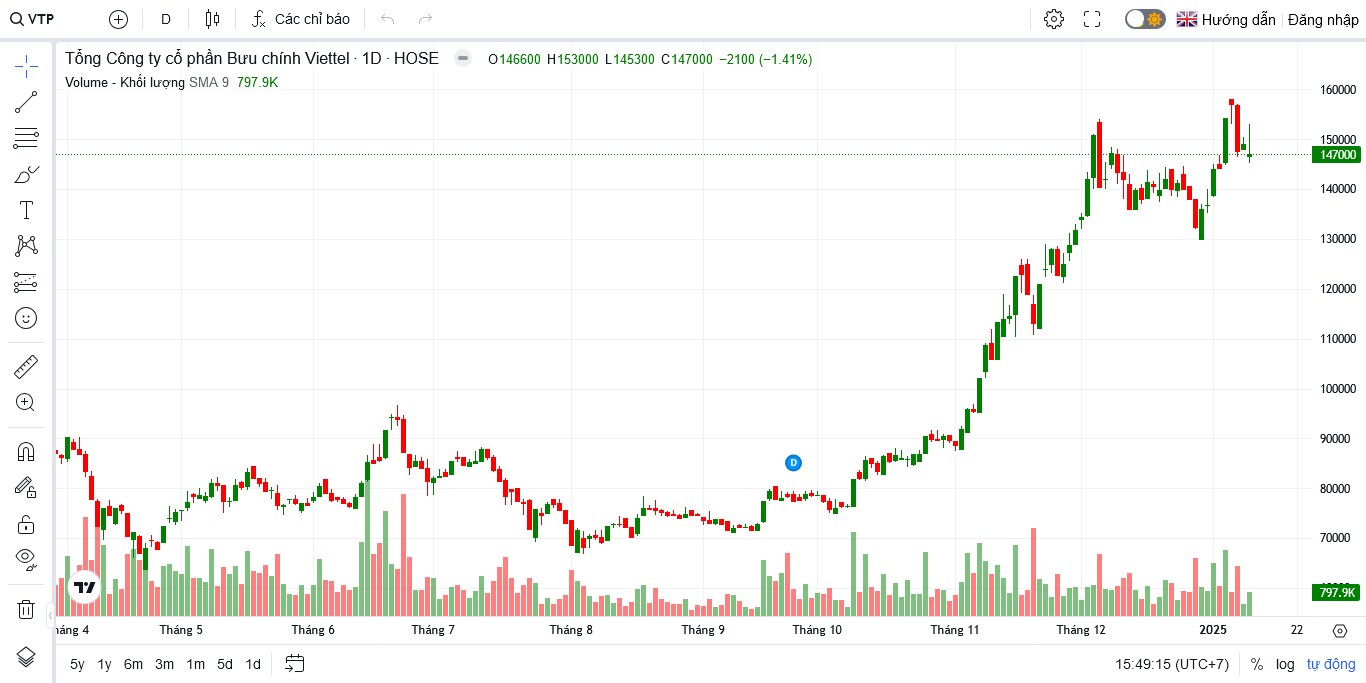 VTP D Các chỉ báo Hướng dẫn Đăng nhập
Tổng Công ty cổ phần Bưu chính Viettel · 1D · HOSE O146600 H153000 L145300 C147000 −2100 (−1.41%)
Volume - Khối lượng SMA 9 797.9K
160000
150000
147000
140000
130000
120000
110000
100000
90000
D
80000
70000
797.9K
háng 4 Tháng 5 Tháng 6 Tháng 7 Tháng 8 Tháng 9 Tháng 10 Tháng 11 Tháng 12 2025 22
5y 1y 6m 3m 1m 5d 1d 15:49:15 (UTC+7) % log tự động